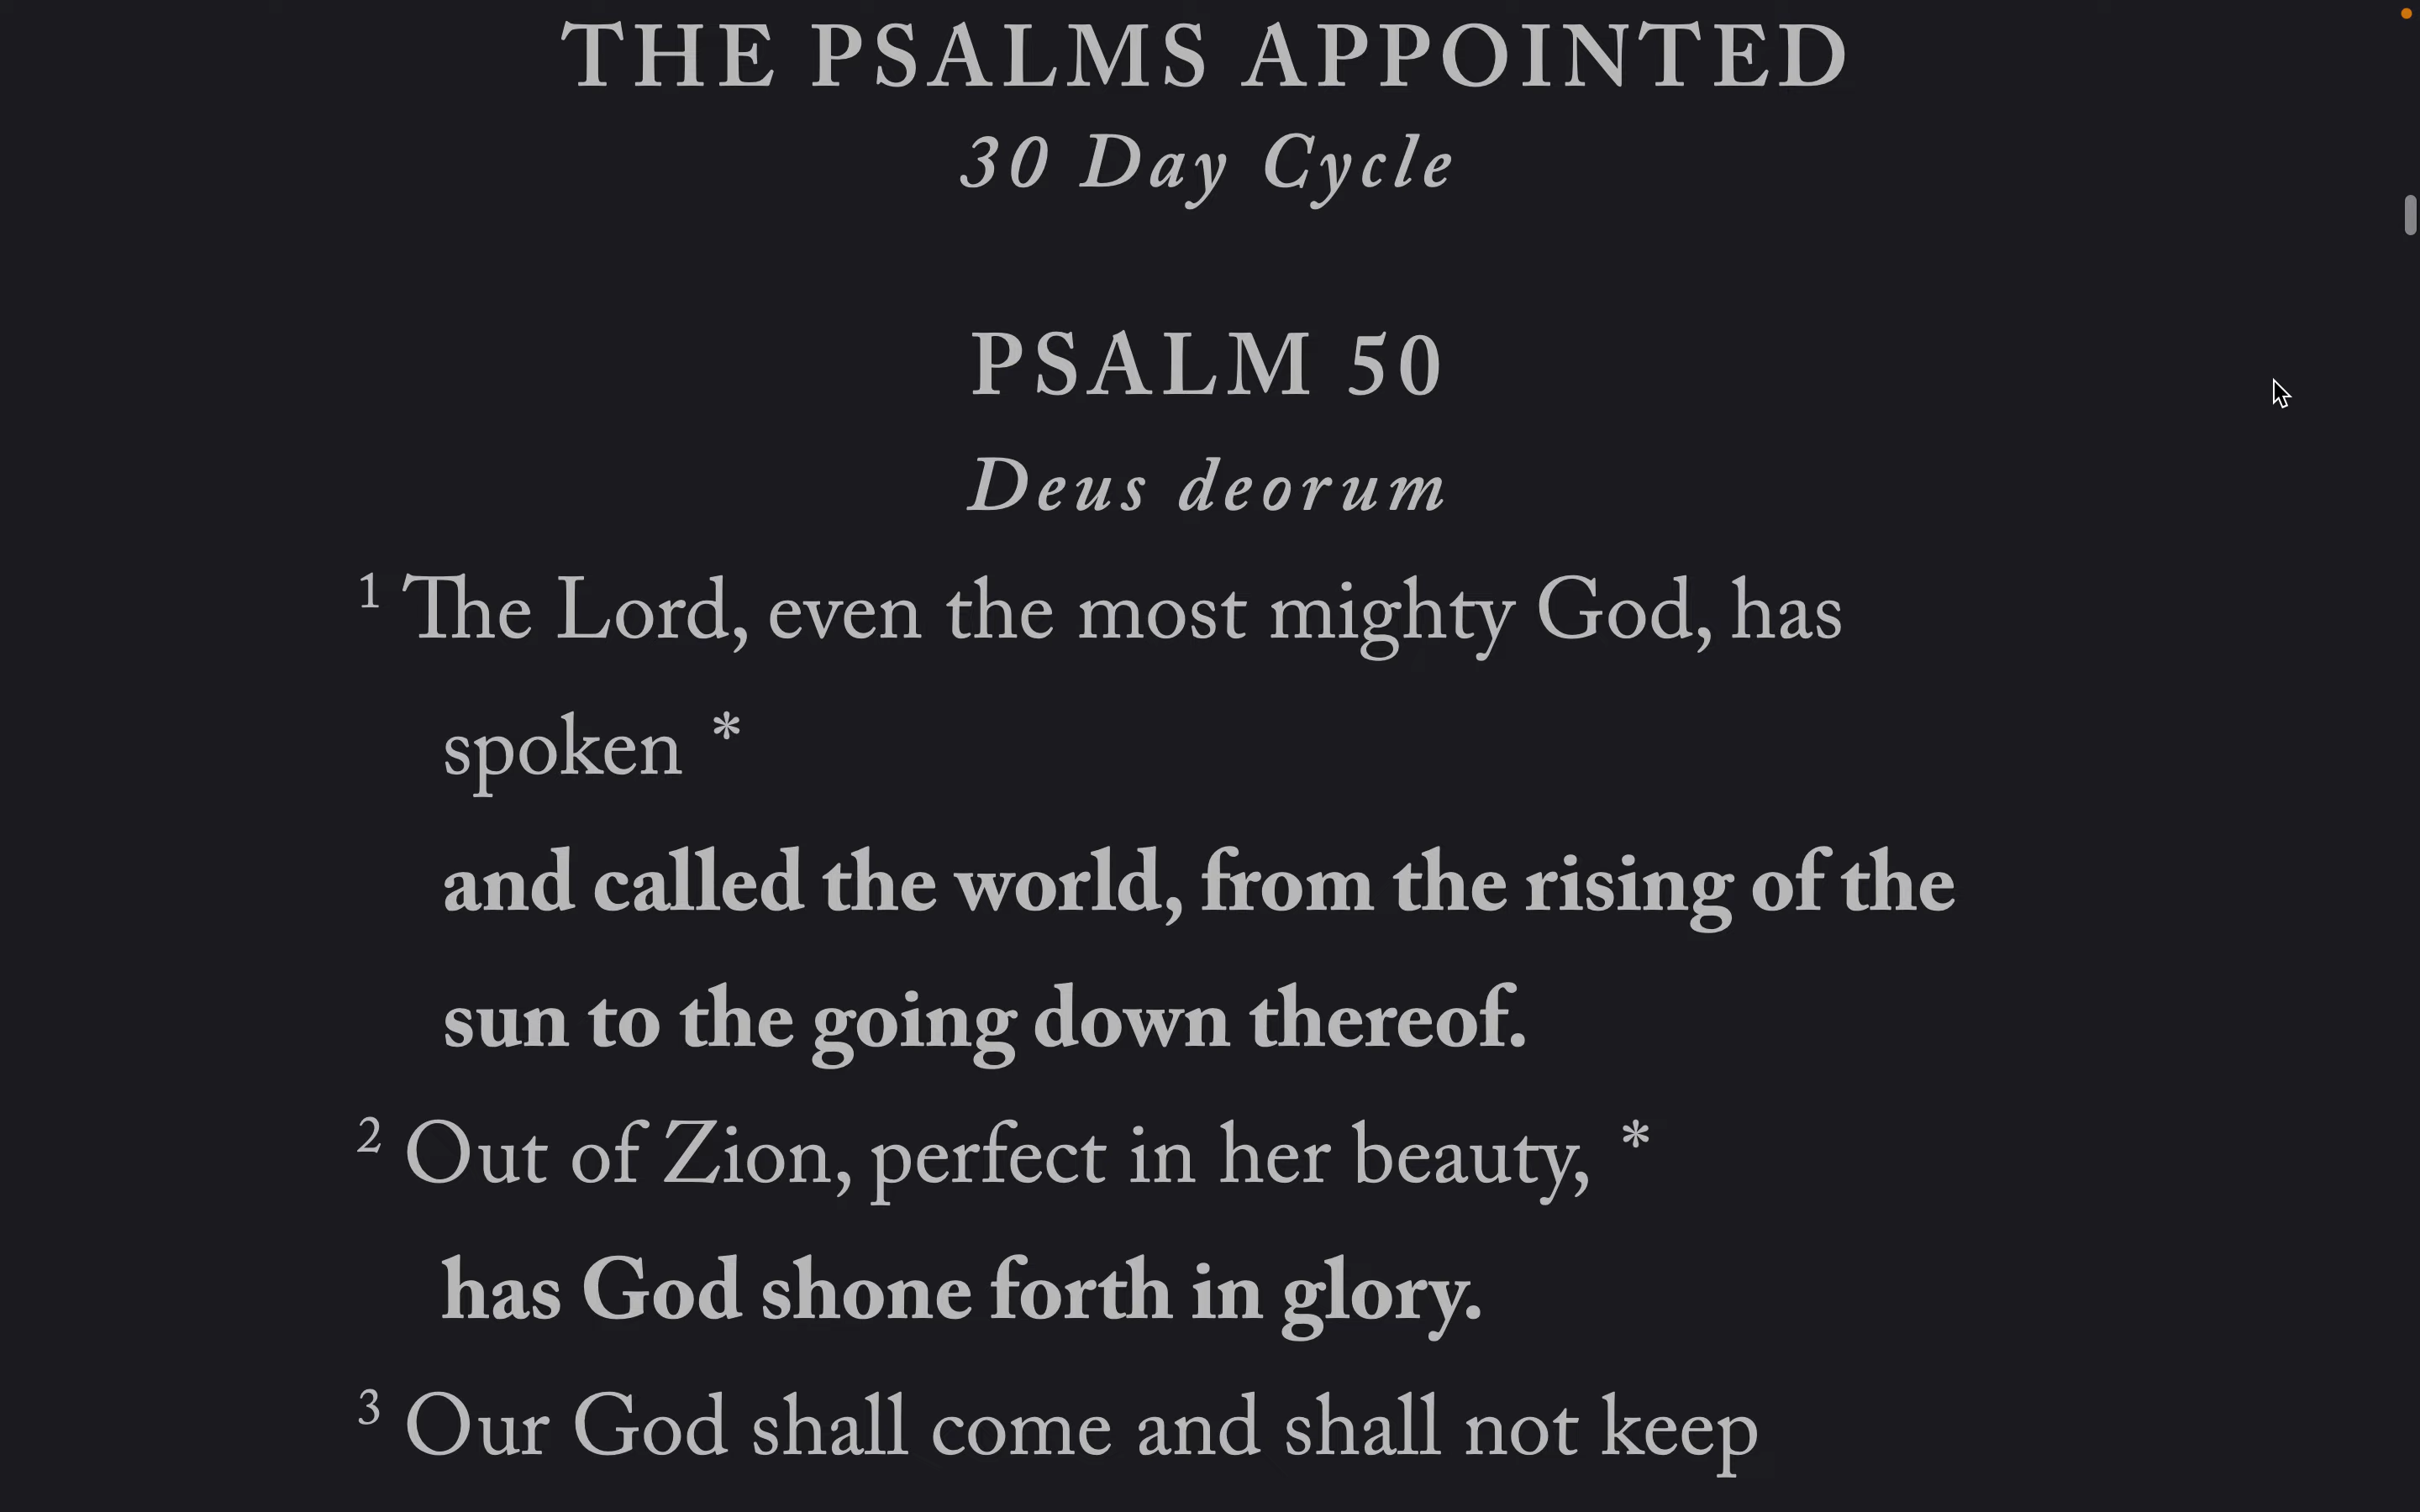 THE PSALMS APPOINTED
30 Day Cycle
PSALM 50
Deus deorum
1 The Lord, even the most mighty God, has
spoken *
and called the world, from the rising of the
sun to the going down thereof.
2 Out of Zion, perfect in her beauty, *
has God shone forth in glory.
3 Our God shall come and shall not keep